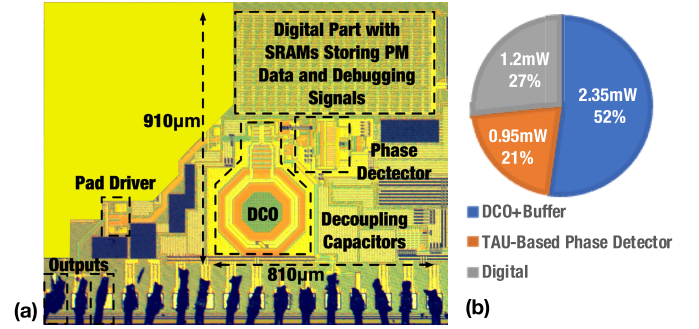 (a)
Digital Part with
SRAMs Storing PM
Data and Debugging
Signals
910µm
Phase
Dectector
Pad Driver
DCO
Decoupling
Capacitors
Outputs
810µm
(b)
1.2mW
27%
2.35mW
52%
0.95mW
21%
DCO+Buffer
TAU-Based Phase Detector
Digital